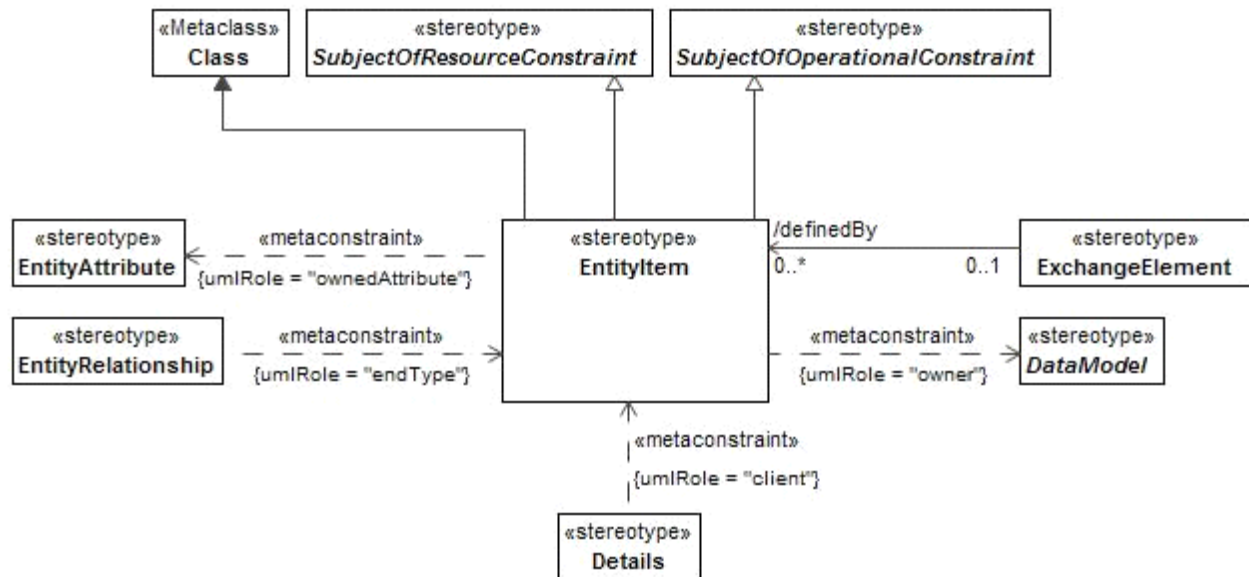 «Metaclass»
Class
«stereotype»
SubjectOfResourceConstraint
«stereotype»
SubjectOfOperationalConstraint
«stereotype»
EntityAttribute
«metaconstraint»
{umlRole = "ownedAttribute"}
«stereotype»
EntityItem
/definedBy
0..*
0..1
«stereotype»
ExchangeElement
«stereotype»
EntityRelationship
«metaconstraint»
{umlRole = "endType"}
«metaconstraint»
{umlRole = "owner"}
«stereotype»
DataModel
«metaconstraint»
{umlRole = "client"}
«stereotype»
Details